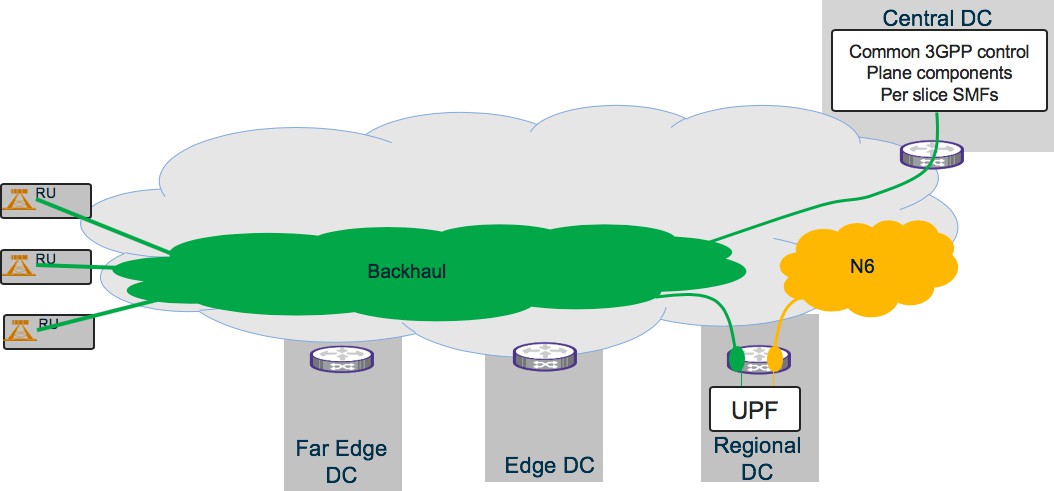 Central DC
Common 3GPP control
Plane components
Per slice SMFs
RU
RU
RU
Backhaul
N6
UPF
Far Edge
DC
Edge DC
Regional
DC